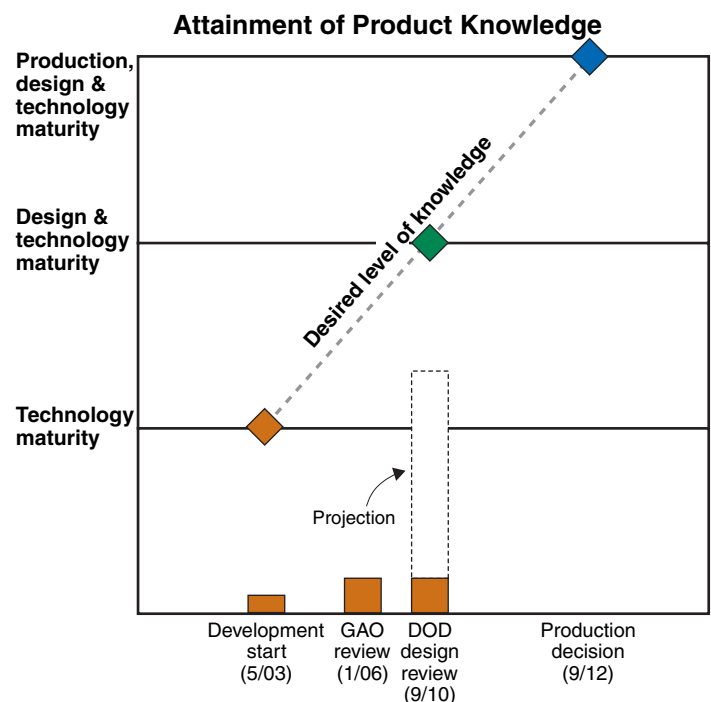 Attainment of Product Knowledge
Production,
design &
technology
maturity
Design &
technology
maturity
Technology
maturity
Desired level of knowledge
Projection
Development
start
(5/03)
GAO
review
(1/06)
DOD
design
review
(9/10)
Production
decision
(9/12)